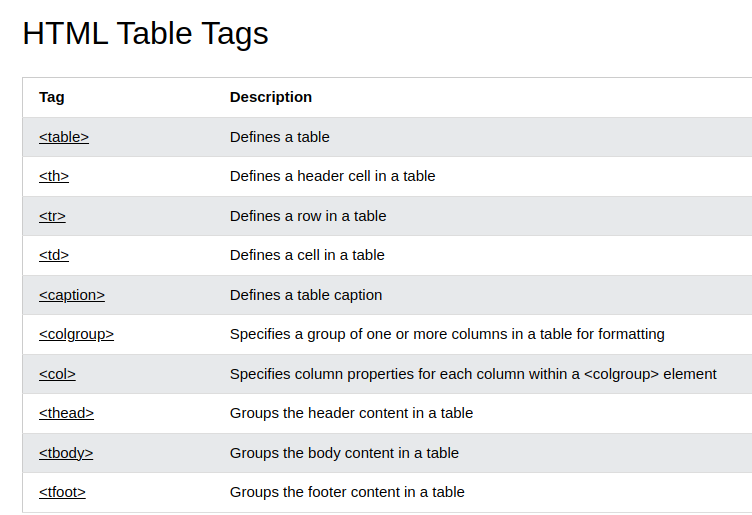 HTML Table Tags
Tag Description
<table> Defines a table
<th> Defines a header cell in a table
<tr> Defines a row in a table
<td> Defines a cell in a table
<caption> Defines a table caption
<colgroup> Specifies a group of one or more columns in a table for formatting
<col> Specifies column properties for each column within a <colgroup> element
<thead> Groups the header content in a table
<tbody> Groups the body content in a table
<tfoot> Groups the footer content in a table